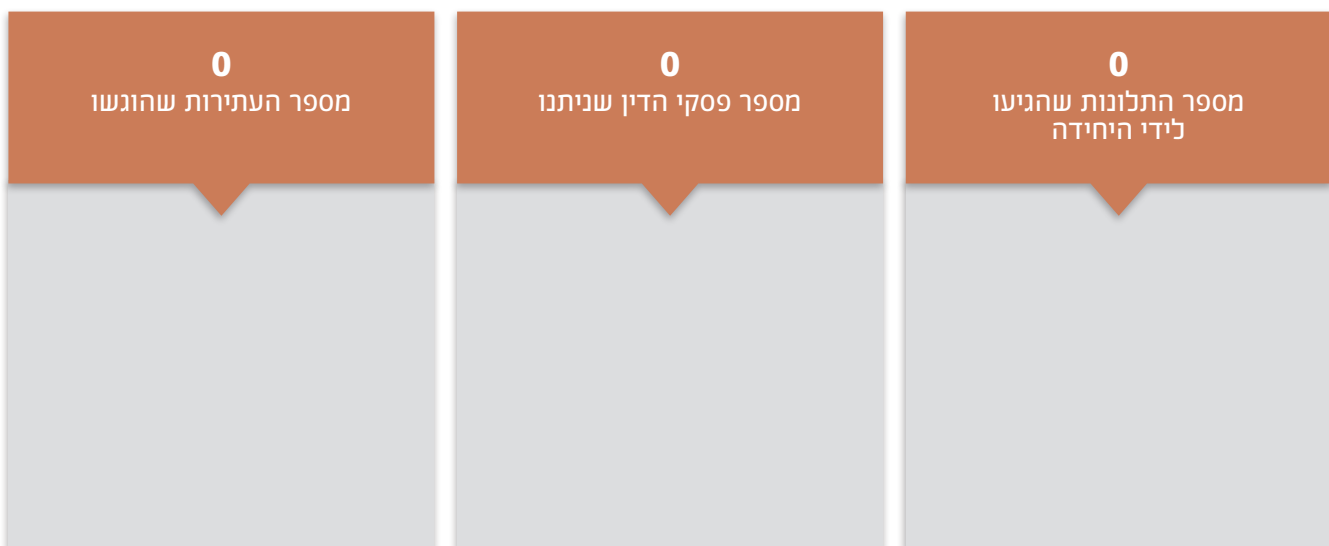 0
מספר התלונות שהגיעו
לידי היחידה
0
מספר פסקי הדין שניתנו
0
מספר העתירות שהוגשו